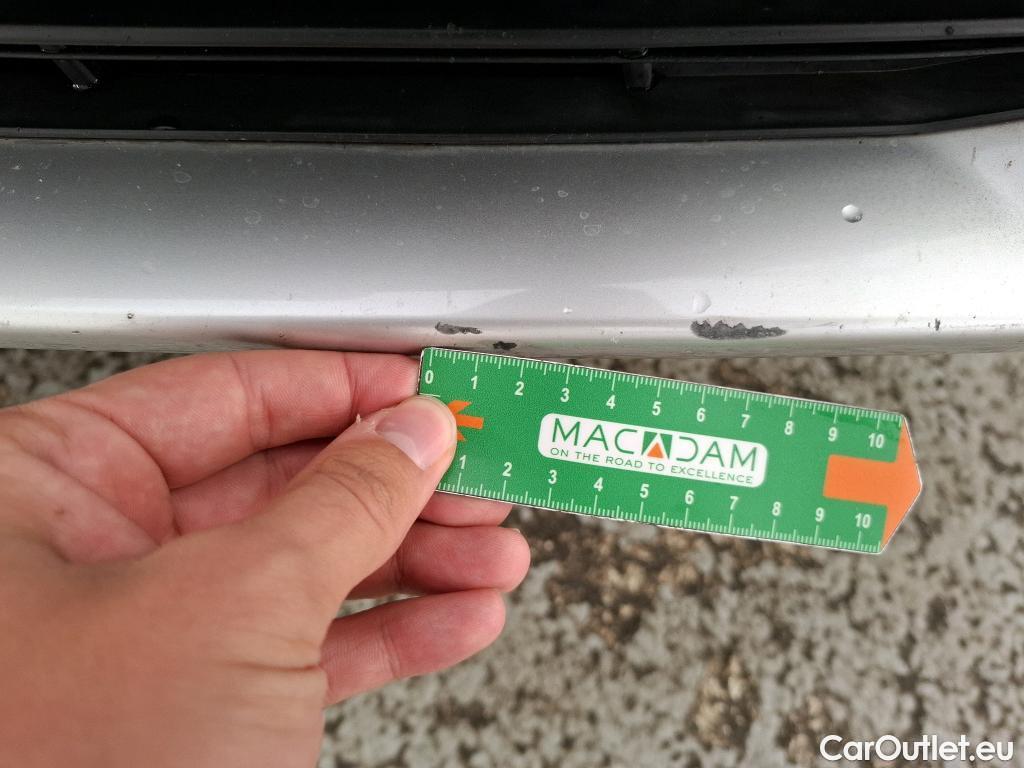 0 1 2 3 4 5 6 7 8 9 10
MACADAM
ON THE ROAD TO EXCELLENCE
1 2 3 4 5 6 7 8 9 10
CarOutlet.eu